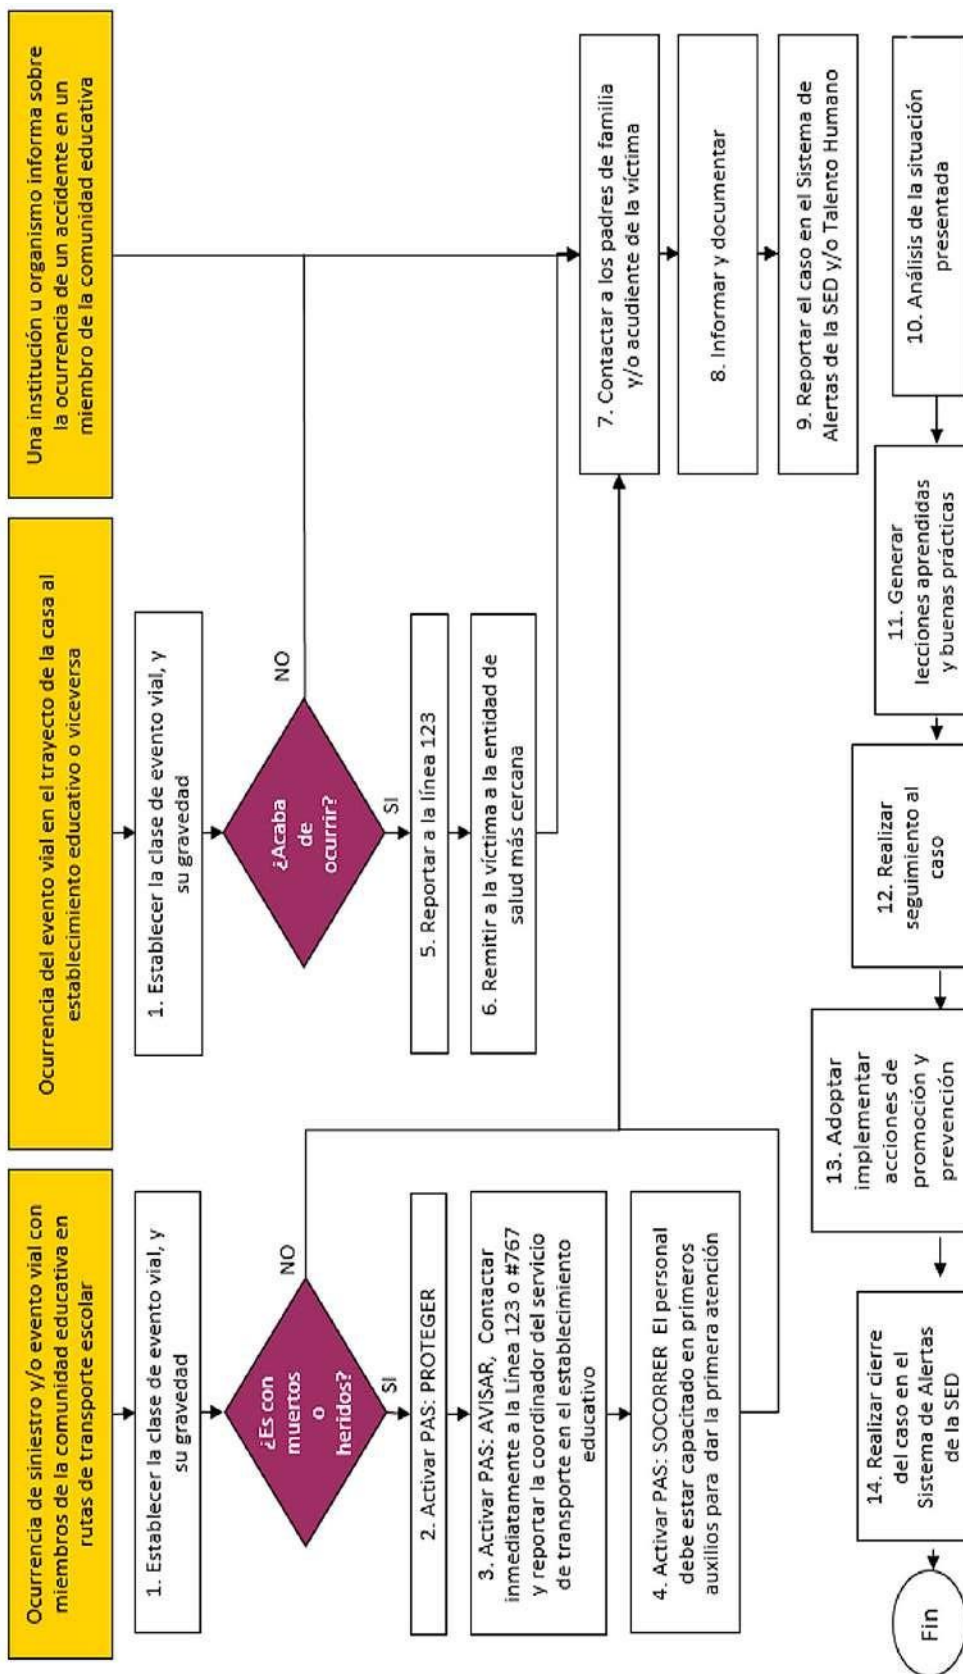 Ocurrencia de siniestro y/o evento vial con
miembros de la comunidad educativa en
rutas de transporte escolar
1. Establecer la clase de evento vial, y
su gravedad
¿Es con
muertos
o
heridos?
NO
SI
2. Activar PAS: PROTEGER
3. Activar PAS: AVISAR, Contactar
inmediatamente a la Línea 123 o #767
y reportar la coordinador del servicio
de transporte en el establecimiento
educativo
4. Activar PAS: SOCORRER El personal
debe estar capacitado en primeros
auxilios para dar la primera atención
Ocurrencia del evento vial en el trayecto de la casa al
establecimiento educativo o viceversa
1. Establecer la clase de evento vial, y
su gravedad
¿Acaba
de
ocurrir?
NO
SI
5. Reportar a la línea 123
6. Remitir a la víctima a la entidad de
salud más cercana
Una institución u organismo informa sobre
la ocurrencia de un accidente en un
miembro de la comunidad educativa
7. Contactar a los padres de familia
y/o acudiente de la víctima
8. Informar y documentar
9. Reportar el caso en el Sistema de
Alertas de la SED y/o Talento Humano
10. Análisis de la situación
presentada
11. Generar
lecciones aprendidas
y buenas prácticas
12. Realizar
seguimiento al
caso
13. Adoptar
implementar
acciones de
promoción y
prevención
14. Realizar cierre
del caso en el
Sistema de Alertas
de la SED
Fin